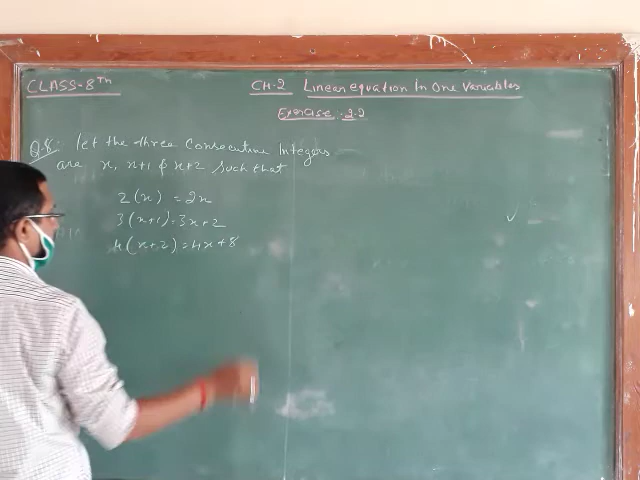 CLASS-8TH
CH.2 Linear equation in One Variables
Exercise 2.2
Q.8. let the three Consecutive Integers
are x, x+1 & x+2 such that
2(x) = 2x
3(x+1)=3x+2
4(x+2)=4x+8